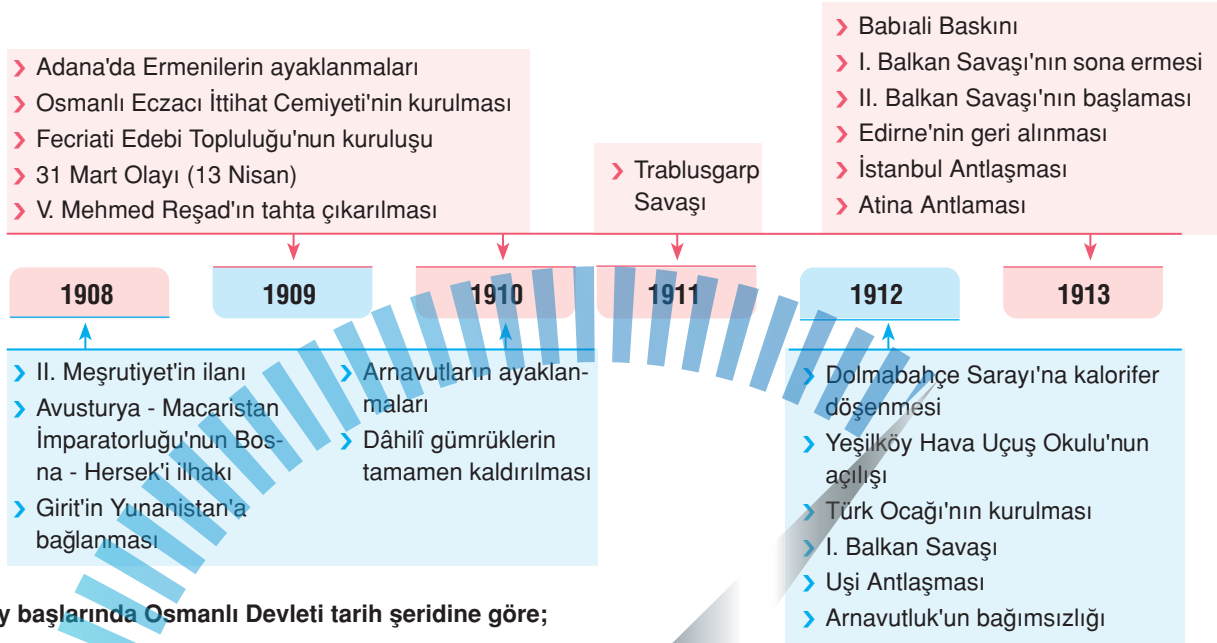 › Adana'da Ermenilerin ayaklanmaları
› Osmanlı Eczacı İttihat Cemiyeti'nin kurulması
› Fecriati Edebi Topluluğu'nun kuruluşu
› 31 Mart Olayı (13 Nisan)
› V. Mehmed Reşad'ın tahta çıkarılması
› Trablusgarp
Savaşı
› Babıali Baskını
› I. Balkan Savaşı'nın sona ermesi
› II. Balkan Savaşı'nın başlaması
› Edirne'nin geri alınması
› İstanbul Antlaşması
› Atina Antlaması
1908
1909
1910
1911
1912
1913
› II. Meşrutiyet'in ilanı
› Avusturya - Macaristan
İmparatorluğu'nun Bos-
na - Hersek'i ilhakı
› Girit'in Yunanistan'a
bağlanması
› Arnavutların ayaklan-
maları
› Dâhilî gümrüklerin
tamamen kaldırılması
› Dolmabahçe Sarayı'na kalorifer
döşenmesi
› Yeşilköy Hava Uçuş Okulu'nun
açılışı
› Türk Ocağı'nın kurulması
› I. Balkan Savaşı
› Uşi Antlaşması
› Arnavutluk'un bağımsızlığı
y başlarında Osmanlı Devleti tarih şeridine göre;